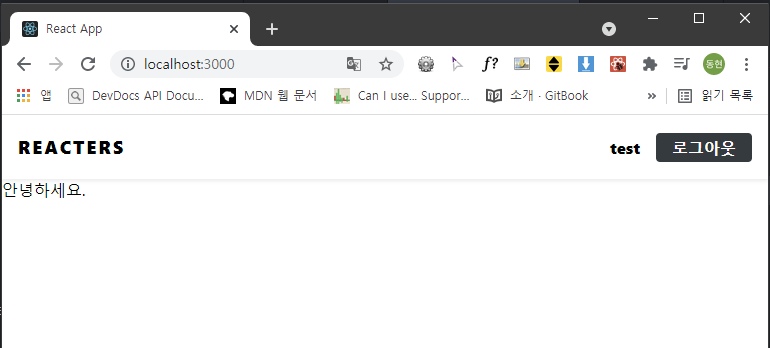 React App
localhost:3000
f?
동현
앱 DevDocs API Docu... MDN 웹 문서 Can I use... Suppor... 소개 · GitBook » 읽기 목록
REACTERS test 로그아웃
안녕하세요.